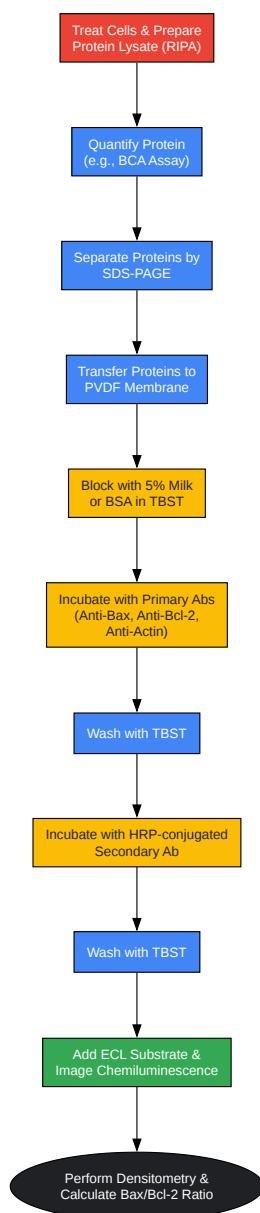 Treat Cells & Prepare
Protein Lysate (RIPA)
Quantify Protein
(e.g., BCA Assay)
Separate Proteins by
SDS-PAGE
Transfer Proteins to
PVDF Membrane
Block with 5% Milk
or BSA in TBST
Incubate with Primary Abs
(Anti-Bax, Anti-Bcl-2,
Anti-Actin)
Wash with TBST
Incubate with HRP-conjugated
Secondary Ab
Wash with TBST
Add ECL Substrate &
Image Chemiluminescence
Perform Densitometry &
Calculate Bax/Bcl-2 Ratio